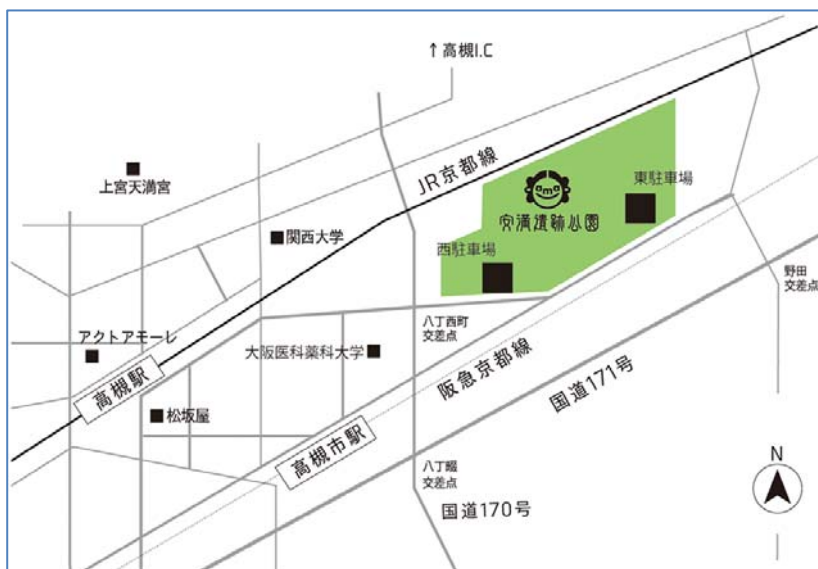 ↑高槻I.C
JR京都線
上宮天満宮
東駐車場
安満遺跡公園
関西大学
西駐車場
野田
交差点
八丁西町
交差点
アクトアモーレ
大阪医科薬科大学
高槻駅
阪急京都線
国道171号
松坂屋
高槻市駅
八丁畷
交差点
国道170号
N